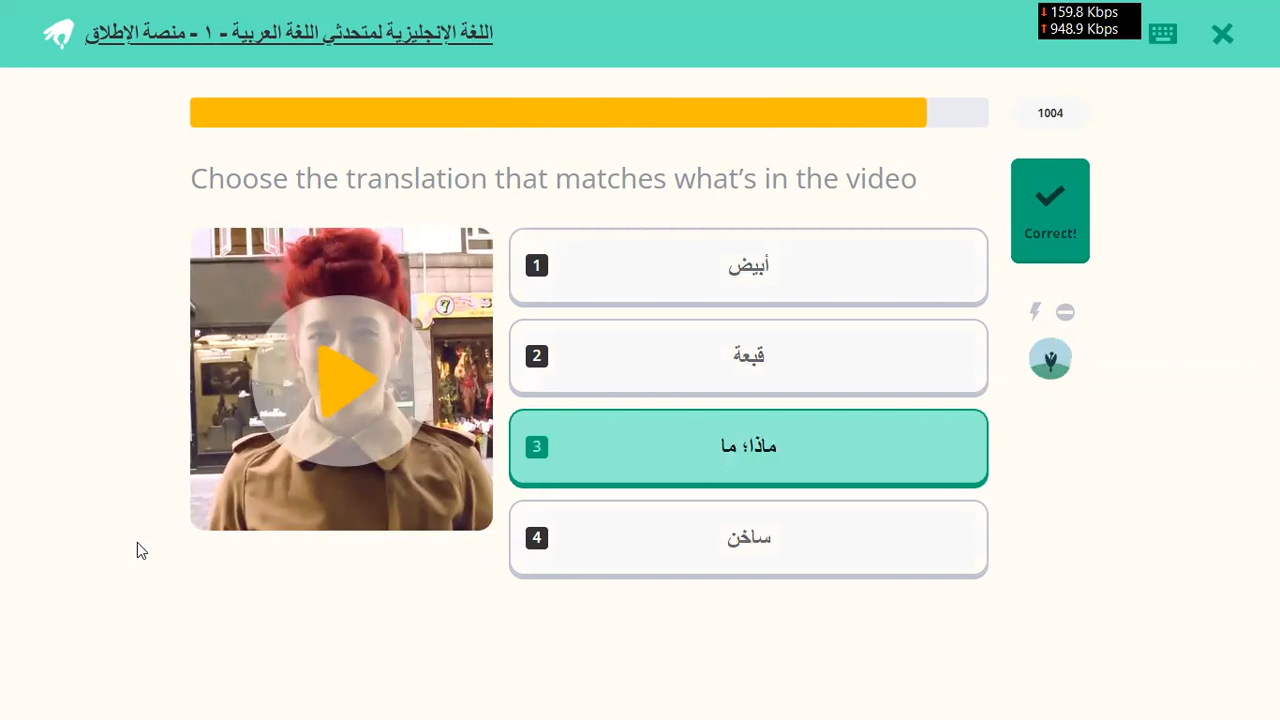 اللغة الإنجليزية لمتحدثي اللغة العربية - ١ - منصة الإطلاق
↓ 159.8 Kbps
↑ 948.9 Kbps
1004
Choose the translation that matches what's in the video
Correct!
1 أبيض
2 قبعة
3 ماذا؛ ما
4 ساخن
7